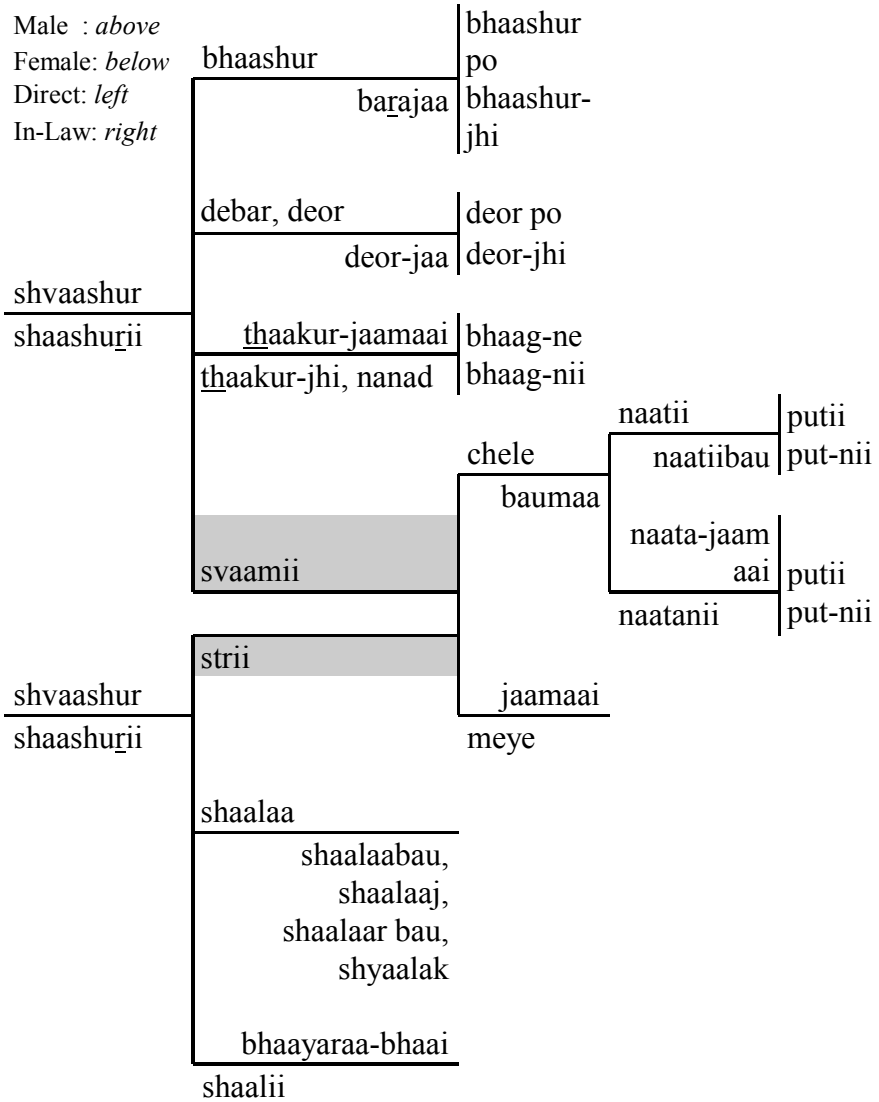 Male : above
Female: below
Direct: left
In-Law: right
bhaashur
barajaa
bhaashur
po
bhaashur-
jhi
debar, deor
deor-jaa
deor po
deor-jhi
shvaashur
shaashurii
thaakur-jaamaai
thaakur-jhi, nanad
bhaag-ne
bhaag-nii
svaamii
strii
chele
baumaa
naatii
naatiibau
putii
put-nii
naata-jaam
aai
naatanii
putii
put-nii
jaamaai
meye
shvaashur
shaashurii
shaalaa
shaalaabau,
shaalaaj,
shaalaar bau,
shyaalak
bhaayaraa-bhaai
shaalii